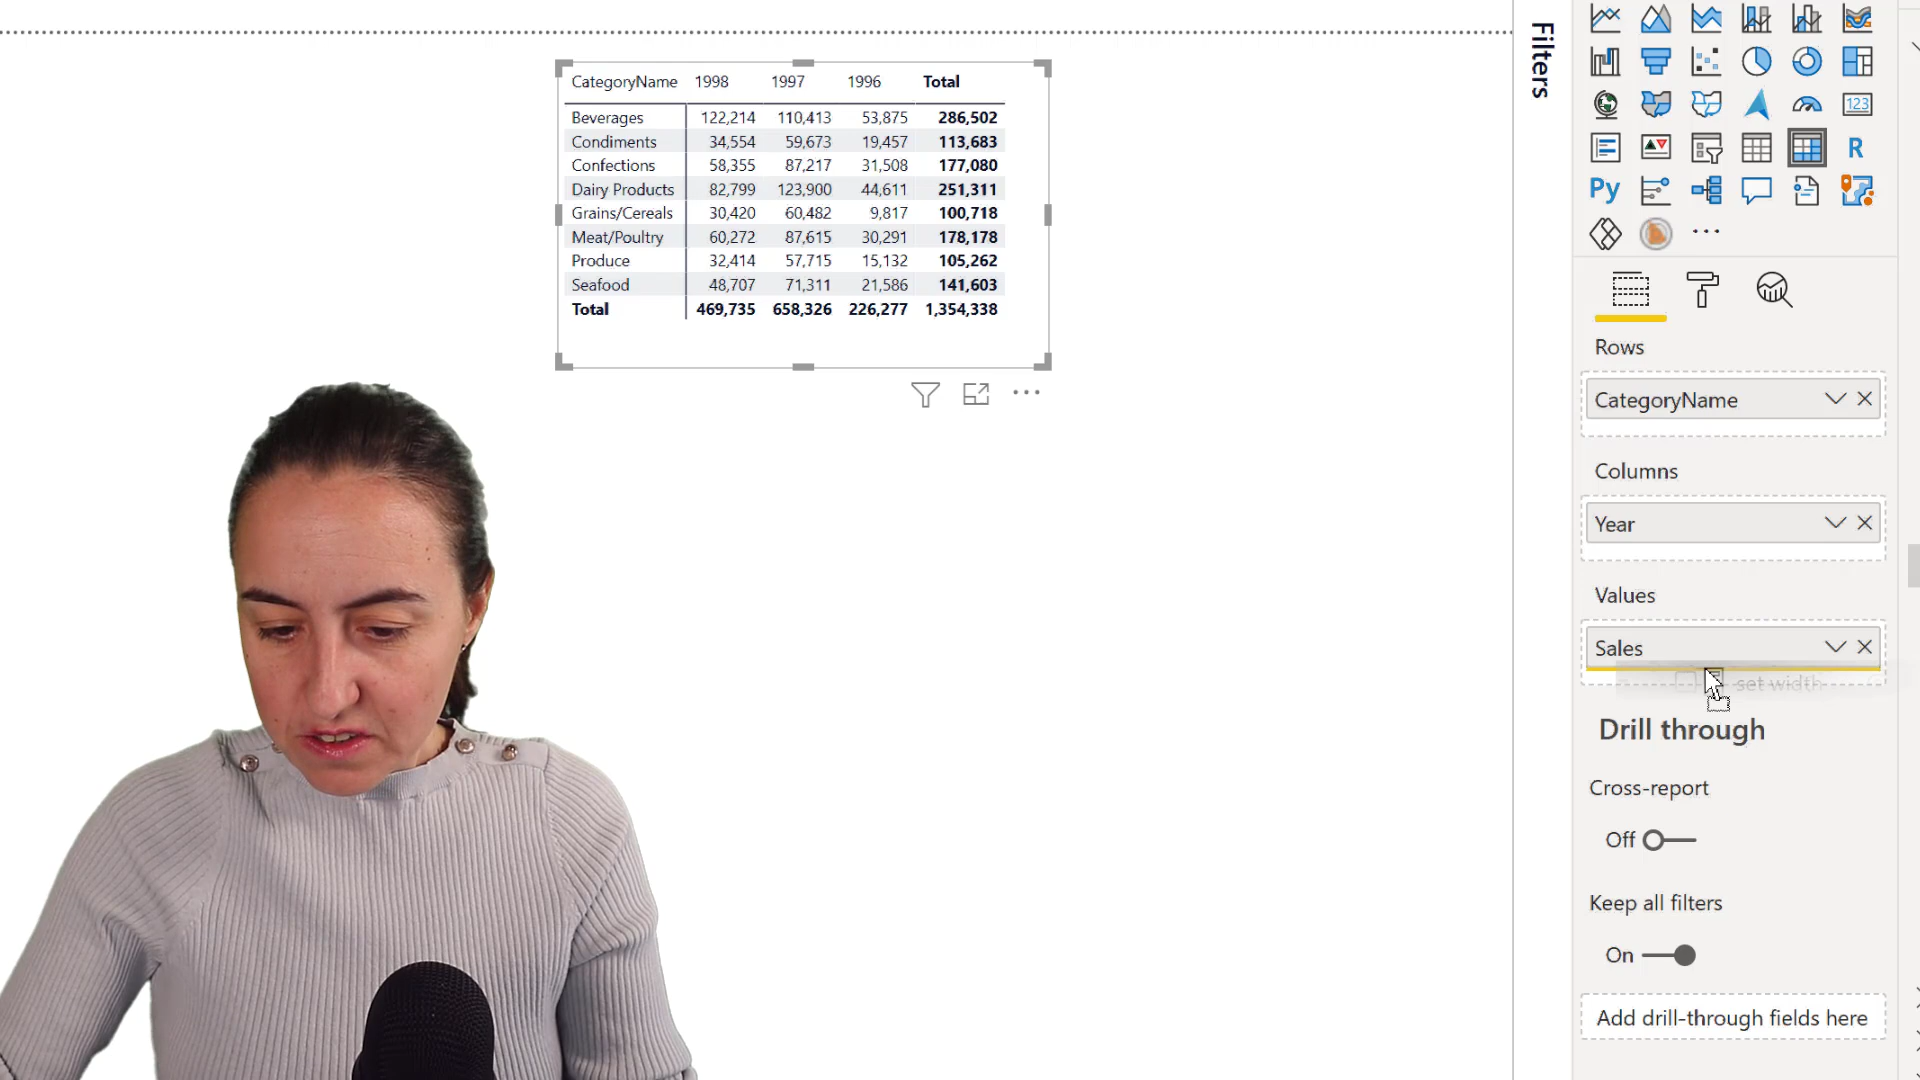 CategoryName 1998 1997 1996 Total
Beverages 122,214 110,413 53,875 286,502
Condiments 34,554 59,673 19,457 113,683
Confections 58,355 87,217 31,508 177,080
Dairy Products 82,799 123,900 44,611 251,311
Grains/Cereals 30,420 60,482 9,817 100,718
Meat/Poultry 60,272 87,615 30,291 178,178
Produce 32,414 57,715 15,132 105,262
Seafood 48,707 71,311 21,586 141,603
Total 469,735 658,326 226,277 1,354,338
Filters
123
R
Py
Rows
CategoryName
Columns
Year
Values
Sales
set width
Drill through
Cross-report
Off
Keep all filters
On
Add drill-through fields here